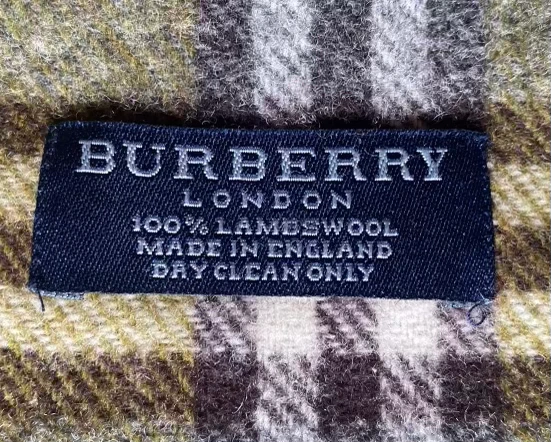 BURBERRY
LONDON
100% LAMBSWOOL
MADE IN ENGLAND
DRY CLEAN ONLY